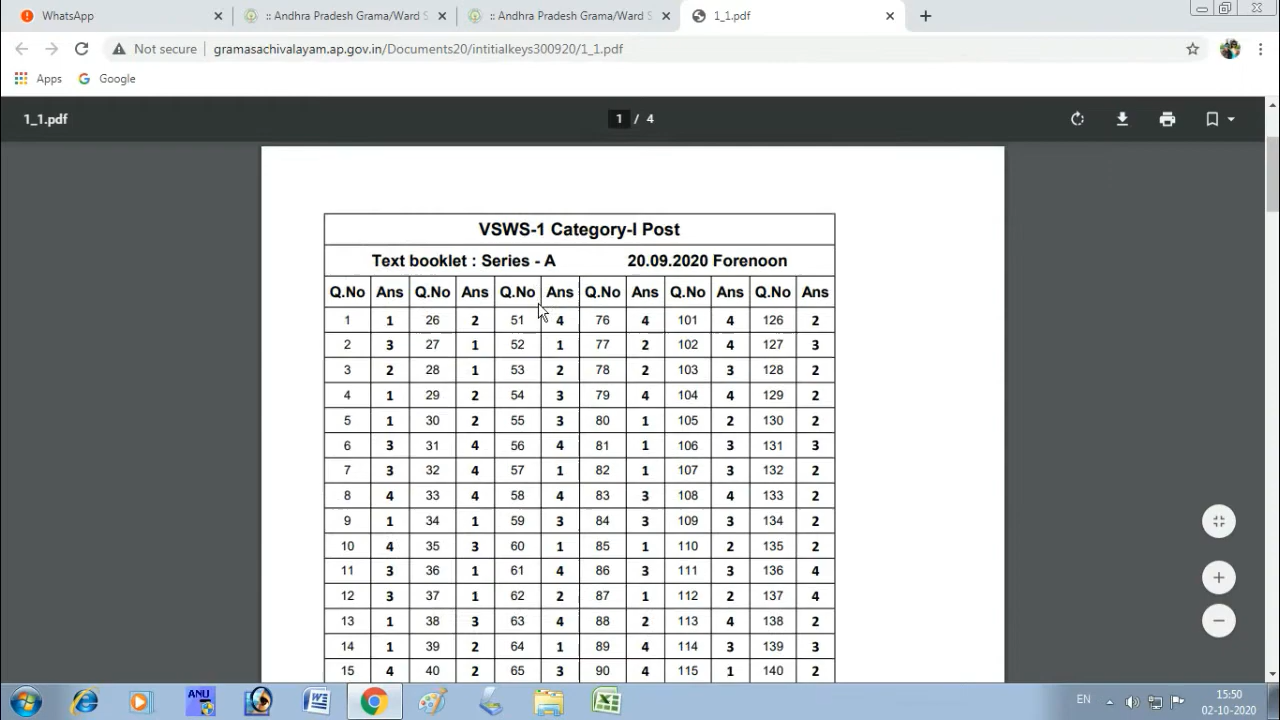 WhatsApp
:: Andhra Pradesh Grama/Ward S
:: Andhra Pradesh Grama/Ward S
1_1.pdf
Not secure gramasachivalayam.ap.gov.in/Documents20/intitialkeys300920/1_1.pdf
Apps Google
1_1.pdf 1 / 4
VSWS-1 Category-I Post
Text booklet : Series - A 20.09.2020 Forenoon
Q.No Ans Q.No Ans Q.No Ans Q.No Ans Q.No Ans Q.No Ans
1 1 26 2 51 4 76 4 101 4 126 2
2 3 27 1 52 1 77 2 102 4 127 3
3 2 28 1 53 2 78 2 103 3 128 2
4 1 29 2 54 3 79 4 104 4 129 2
5 1 30 2 55 3 80 1 105 2 130 2
6 3 31 4 56 4 81 1 106 3 131 3
7 3 32 4 57 1 82 1 107 3 132 2
8 4 33 4 58 4 83 3 108 4 133 2
9 1 34 1 59 3 84 3 109 3 134 2
10 4 35 3 60 1 85 1 110 2 135 2
11 3 36 1 61 4 86 3 111 3 136 4
12 3 37 1 62 2 87 1 112 2 137 4
13 1 38 3 63 4 88 2 113 4 138 2
14 1 39 2 64 1 89 4 114 3 139 3
15 4 40 2 65 3 90 4 115 1 140 2
ANU
EN
15:50
02-10-2020